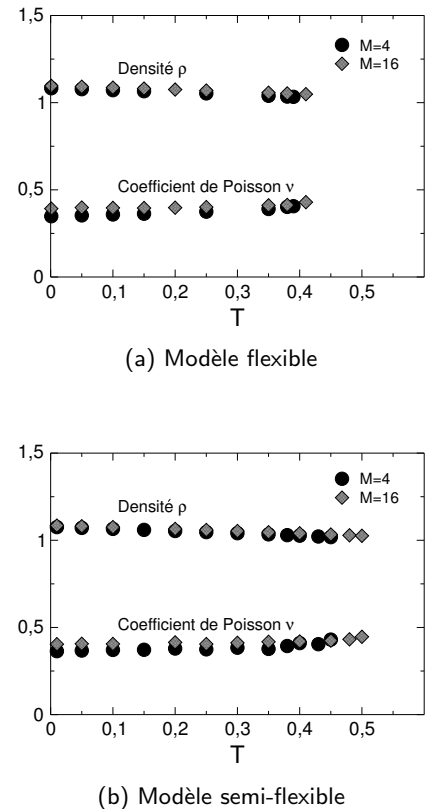 1,5
M=4
M=16
Densité ρ
1
Coefficient de Poisson ν
0,5
0
0 0,1 0,2 0,3 0,4 0,5
T
(a) Modèle flexible
1,5
M=4
M=16
Densité ρ
1
Coefficient de Poisson ν
0,5
0
0 0,1 0,2 0,3 0,4 0,5
T
(b) Modèle semi-flexible